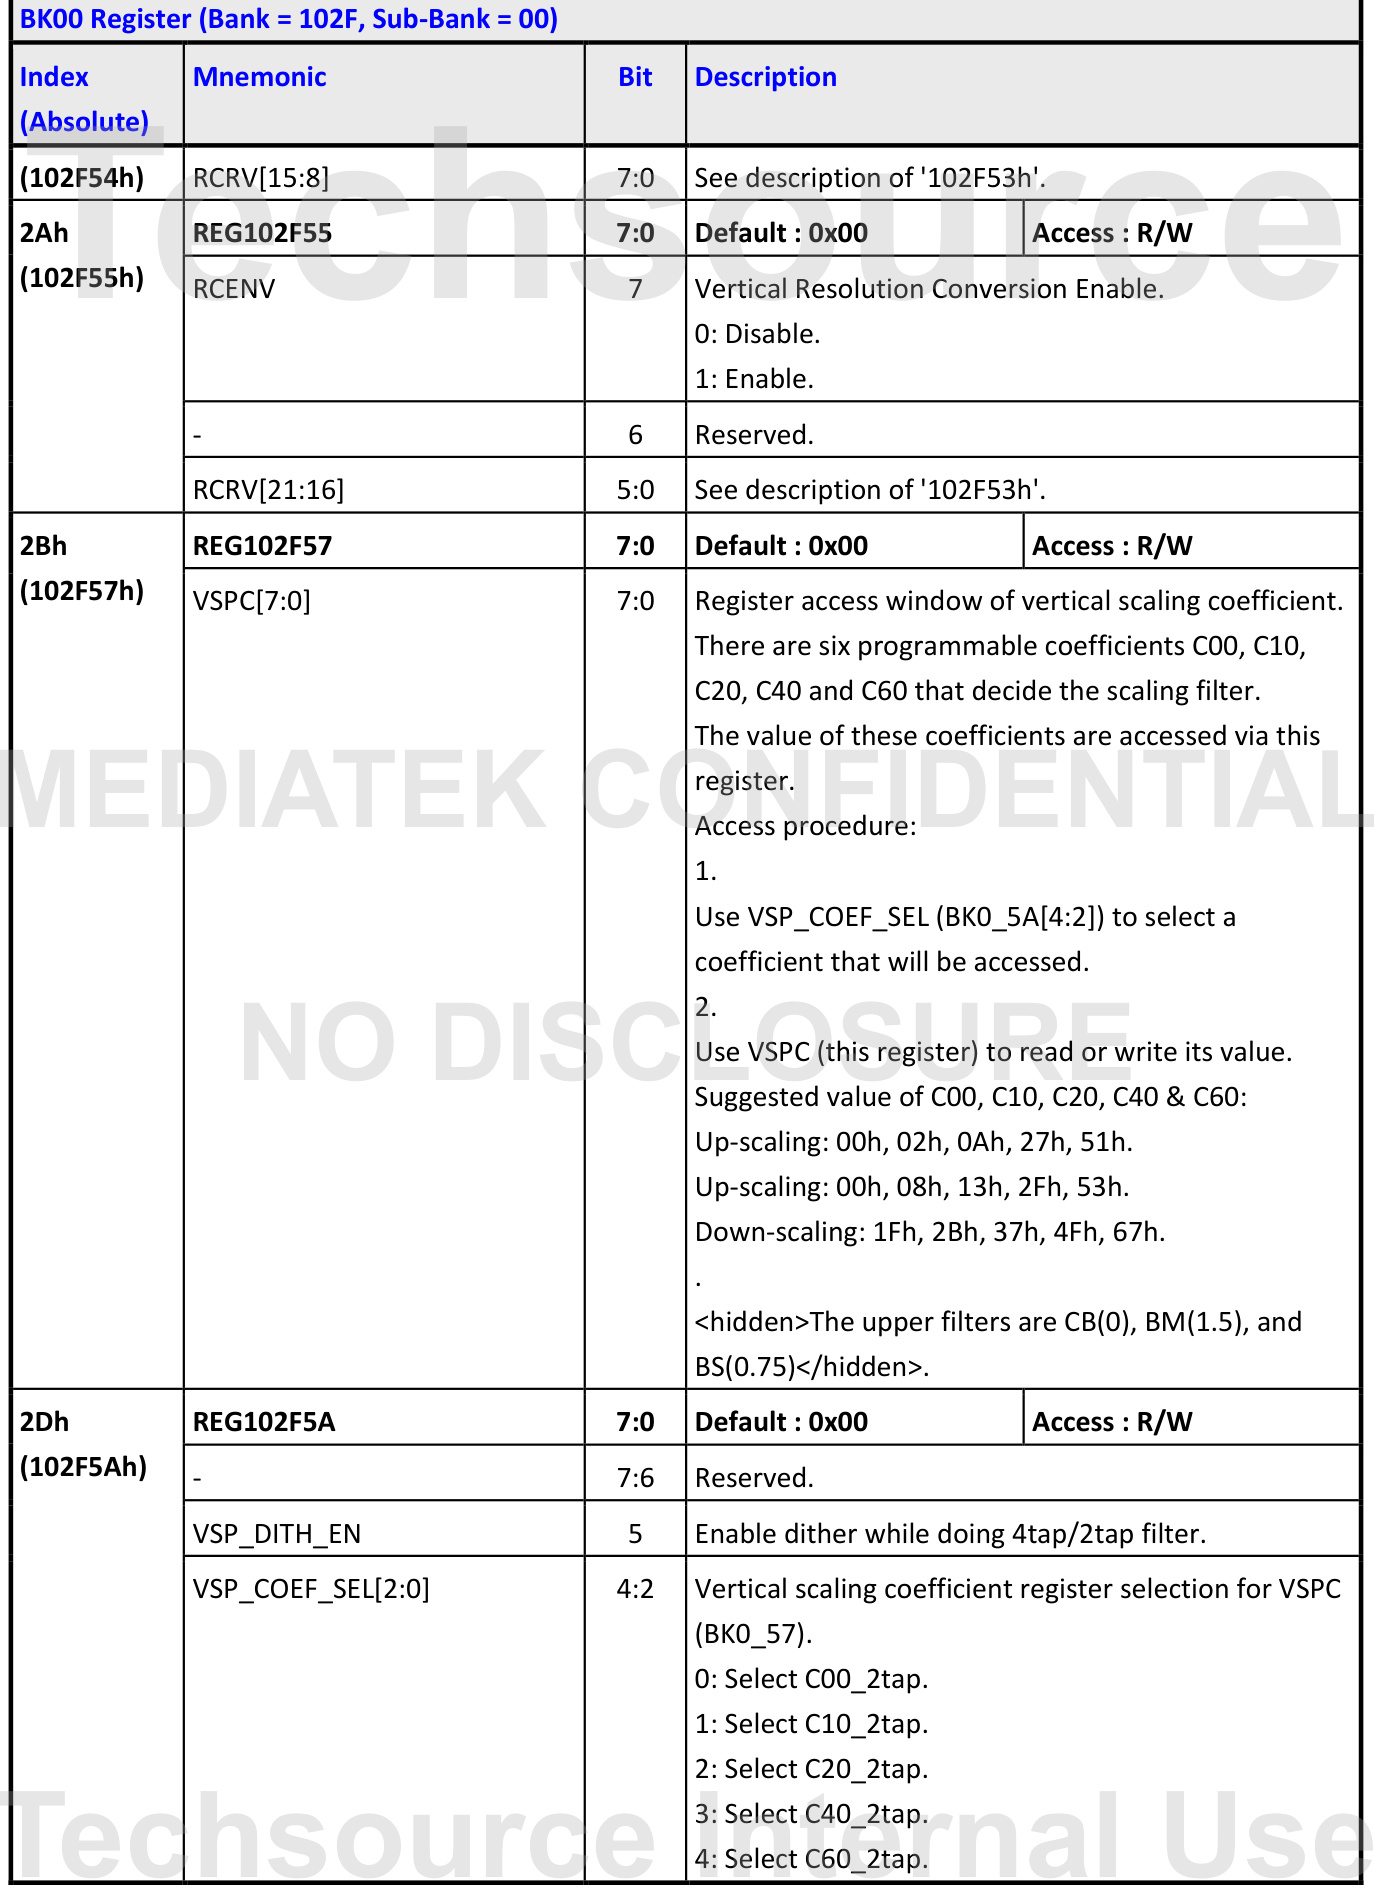 BK00 Register (Bank = 102F, Sub-Bank = 00)
Index (Absolute) Mnemonic Bit Description
(102F54h) RCRV[15:8] 7:0 See description of '102F53h'.
2Ah (102F55h) REG102F55 7:0 Default : 0x00 Access : R/W
RCENV 7 Vertical Resolution Conversion Enable.
0: Disable.
1: Enable.
- 6 Reserved.
RCRV[21:16] 5:0 See description of '102F53h'.
2Bh (102F57h) REG102F57 7:0 Default : 0x00 Access : R/W
VSPC[7:0] 7:0 Register access window of vertical scaling coefficient.
There are six programmable coefficients C00, C10,
C20, C40 and C60 that decide the scaling filter.
The value of these coefficients are accessed via this
register.
Access procedure:
1.
Use VSP_COEF_SEL (BK0_5A[4:2]) to select a
coefficient that will be accessed.
2.
Use VSPC (this register) to read or write its value.
Suggested value of C00, C10, C20, C40 & C60:
Up-scaling: 00h, 02h, 0Ah, 27h, 51h.
Up-scaling: 00h, 08h, 13h, 2Fh, 53h.
Down-scaling: 1Fh, 2Bh, 37h, 4Fh, 67h.
.
<hidden>The upper filters are CB(0), BM(1.5), and
BS(0.75)</hidden>.
2Dh (102F5Ah) REG102F5A 7:0 Default : 0x00 Access : R/W
- 7:6 Reserved.
VSP_DITH_EN 5 Enable dither while doing 4tap/2tap filter.
VSP_COEF_SEL[2:0] 4:2 Vertical scaling coefficient register selection for VSPC
(BK0_57).
0: Select C00_2tap.
1: Select C10_2tap.
2: Select C20_2tap.
3: Select C40_2tap.
4: Select C60_2tap.
Techsource
MEDIATEK CONFIDENTIAL
NO DISCLOSURE
Techsource Internal Use